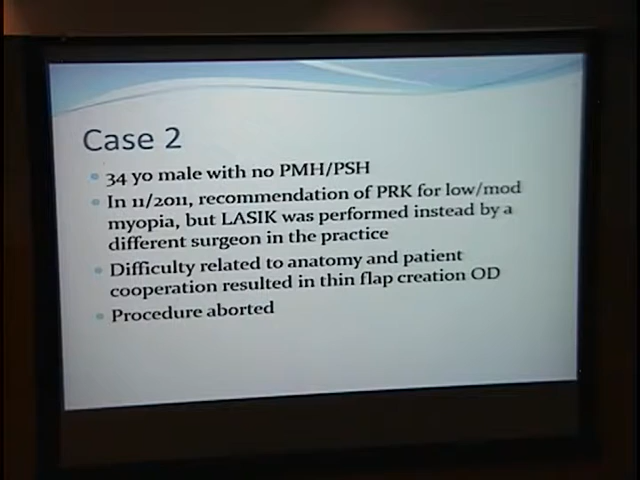 Case 2
34 yo male with no PMH/PSH
In 11/2011, recommendation of PRK for low/mod
myopia, but LASIK was performed instead by a
different surgeon in the practice
Difficulty related to anatomy and patient
cooperation resulted in thin flap creation OD
Procedure aborted